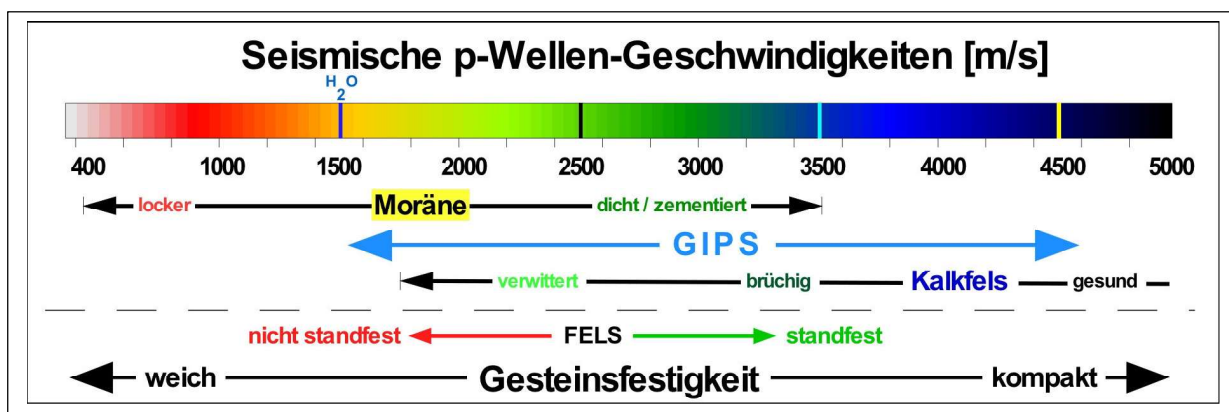 Seismische p-Wellen-Geschwindigkeiten [m/s]
H2O
400 1000 1500 2000 2500 3000 3500 4000 4500 5000
locker Moräne dicht / zementiert
GIPS
verwittert brüchig Kalkfels gesund
nicht standfest FELS standfest
weich Gesteinsfestigkeit kompakt